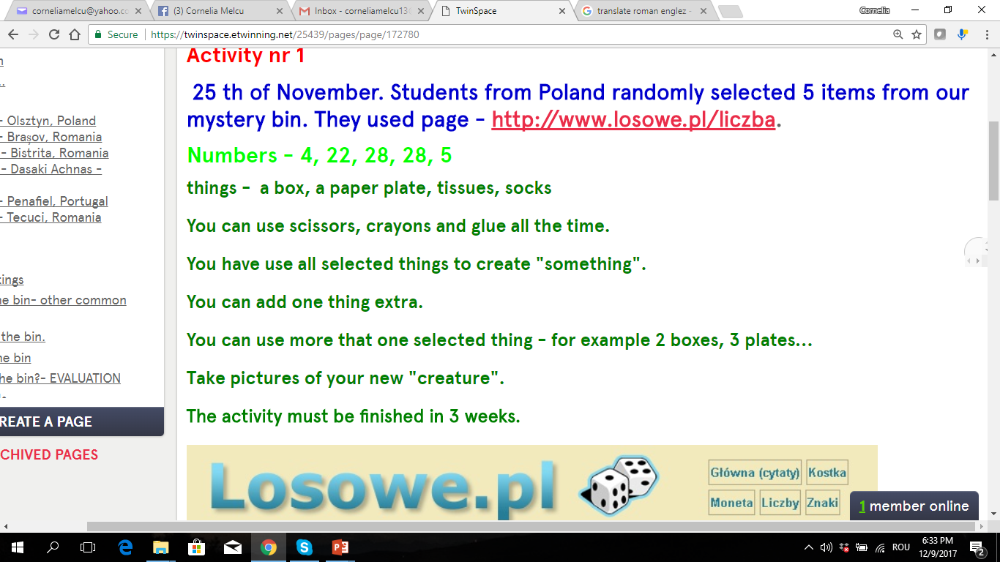 corneliamelcu@yahoo.cc
(3) Cornelia Melcu
Inbox - corneliamelcu13
TwinSpace
translate roman englez -
Cornelia
Secure
https://twinspace.etwinning.net/25439/pages/page/172780
- Olsztyn, Poland
- Brașov, Romania
- Bistrita, Romania
- Dasaki Achnas -
- Penafiel, Portugal
- Tecuci, Romania
tings
he bin- other common
the bin.
he bin
he bin?- EVALUATION
REATE A PAGE
CHIVED PAGES
Activity nr 1
25 th of November. Students from Poland randomly selected 5 items from our
mystery bin. They used page - http://www.losowe.pl/liczba.
Numbers - 4, 22, 28, 28, 5
things - a box, a paper plate, tissues, socks
You can use scissors, crayons and glue all the time.
You have use all selected things to create "something".
You can add one thing extra.
You can use more that one selected thing - for example 2 boxes, 3 plates...
Take pictures of your new "creature".
The activity must be finished in 3 weeks.
Losowe.pl
Główna (cytaty) Kostka
Moneta Liczby Znaki
1 member online
ROU
6:33 PM
12/9/2017
2